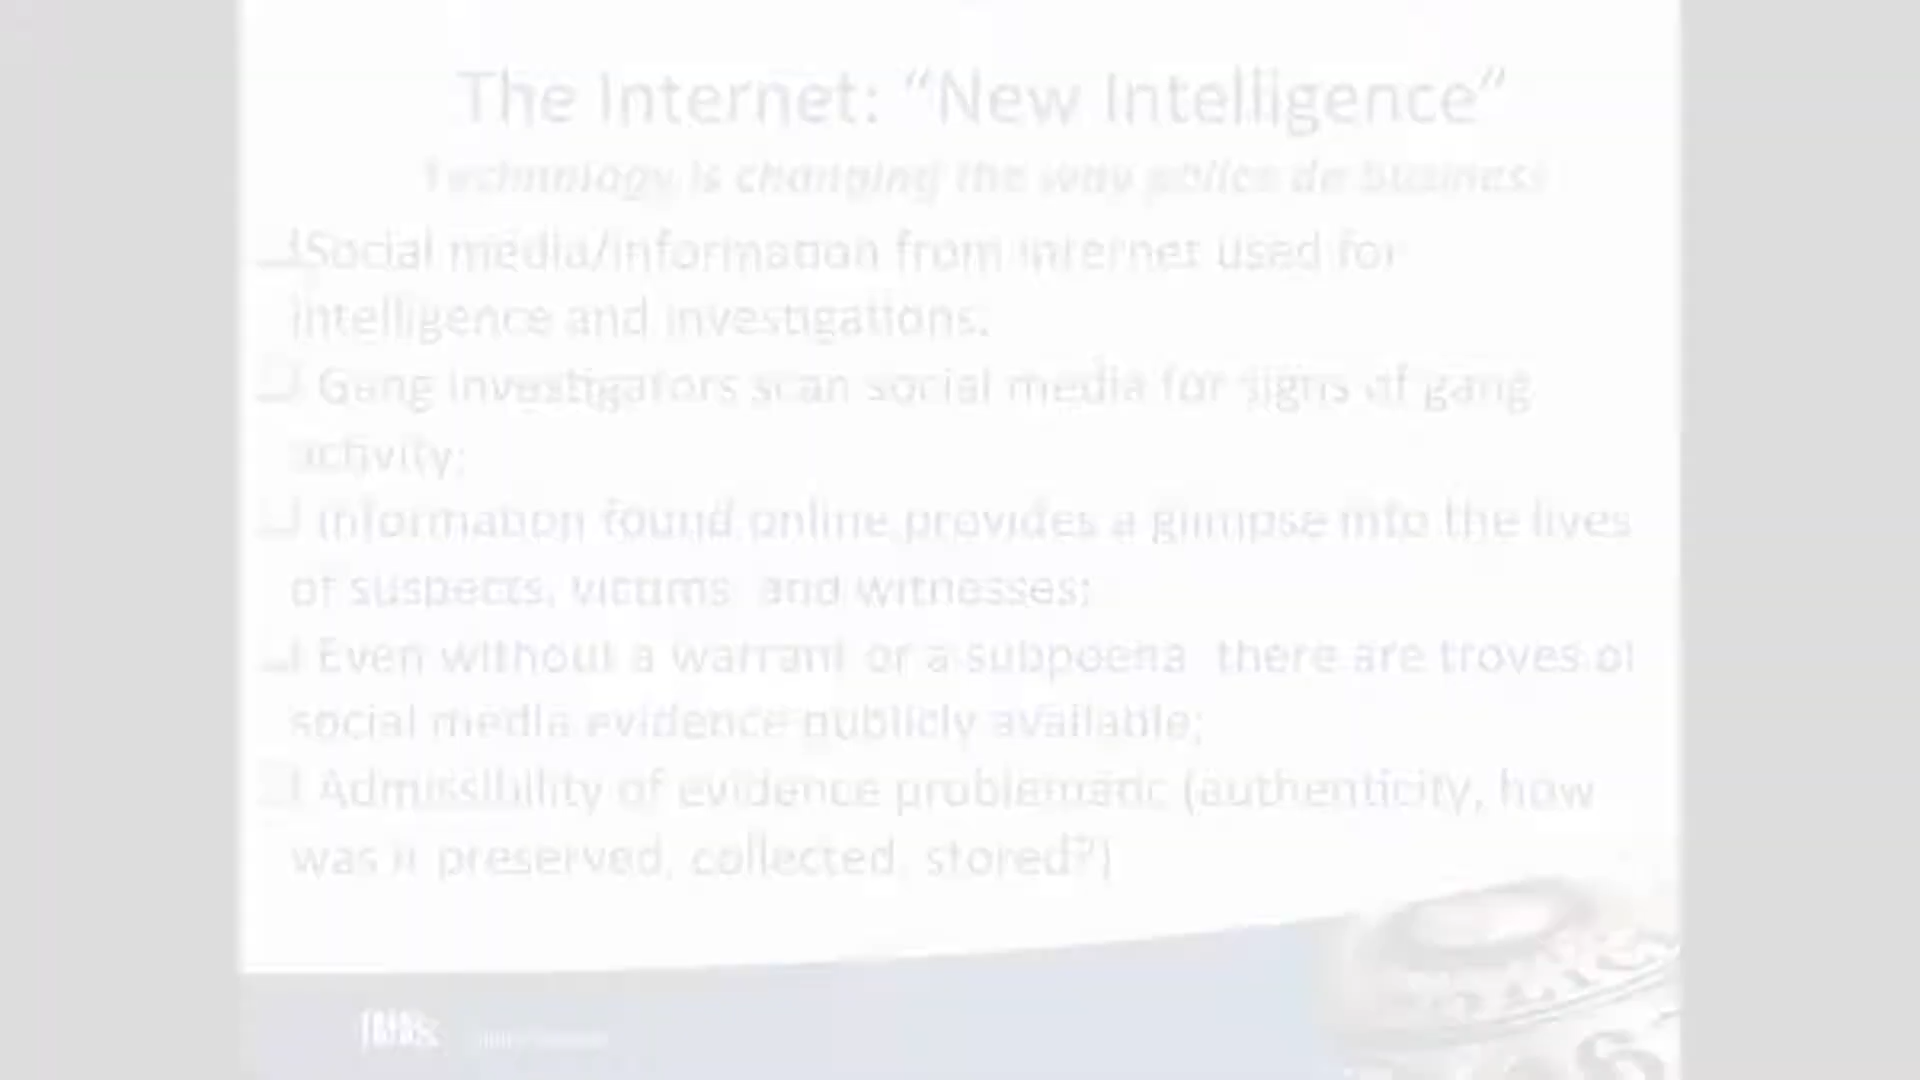 The Internet: “New Intelligence”
Technology is changing the way police do business
Social media/information from internet used for
intelligence and investigations.
Gang investigators scan social media for signs of gang
activity;
Information found online provides a glimpse into the lives
of suspects, victims, and witnesses;
Even without a warrant or a subpoena there are troves of
social media evidence publicly available;
Admissibility of evidence problematic (authenticity, how
was it preserved, collected, stored?)